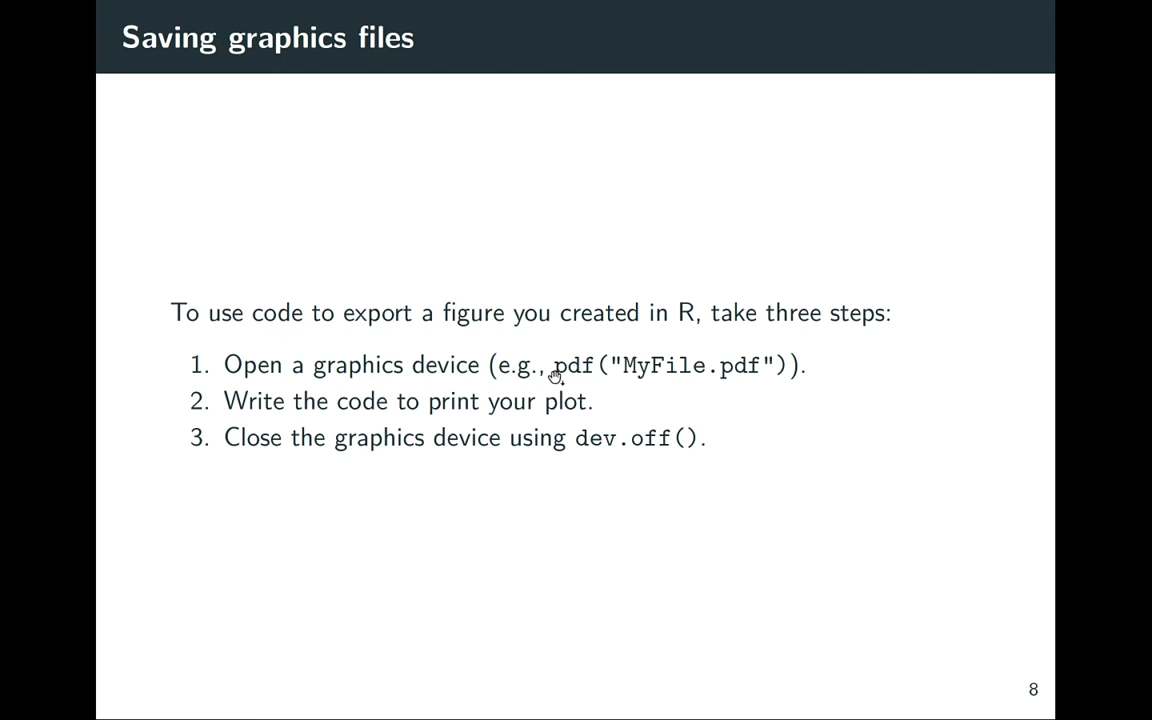 Saving graphics files
To use code to export a figure you created in R, take three steps:
1. Open a graphics device (e.g., pdf("MyFile.pdf")).
2. Write the code to print your plot.
3. Close the graphics device using dev.off().
8